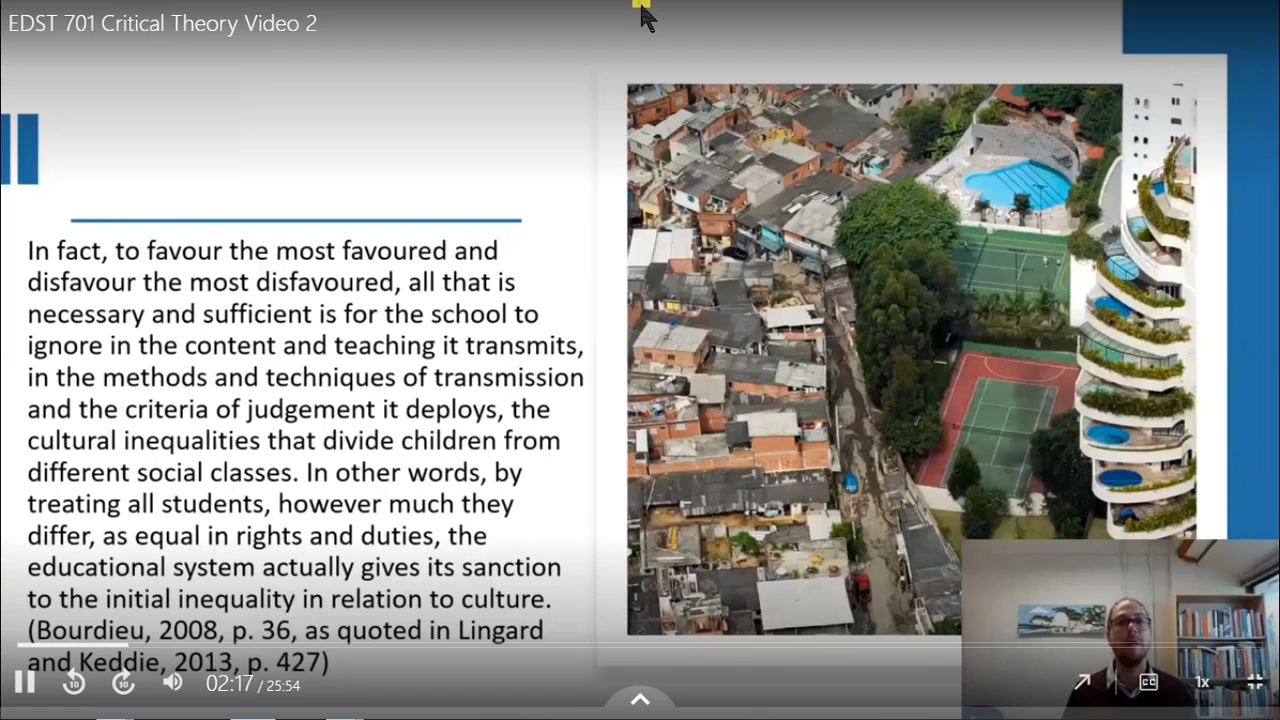 EDST 701 Critical Theory Video 2
In fact, to favour the most favoured and
disfavour the most disfavoured, all that is
necessary and sufficient is for the school to
ignore in the content and teaching it transmits,
in the methods and techniques of transmission
and the criteria of judgement it deploys, the
cultural inequalities that divide children from
different social classes. In other words, by
treating all students, however much they
differ, as equal in rights and duties, the
educational system actually gives its sanction
to the initial inequality in relation to culture.
(Bourdieu, 2008, p. 36, as quoted in Lingard
and Keddie, 2013, p. 427)
10
10
02:17 / 25:54
CC
1x